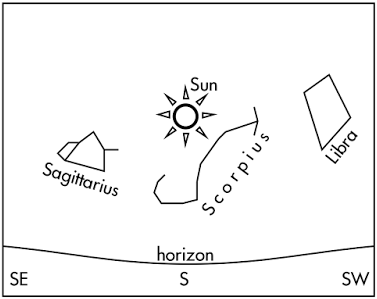 Sun
Sagittarius
Scorpius
Libra
horizon
SE S SW